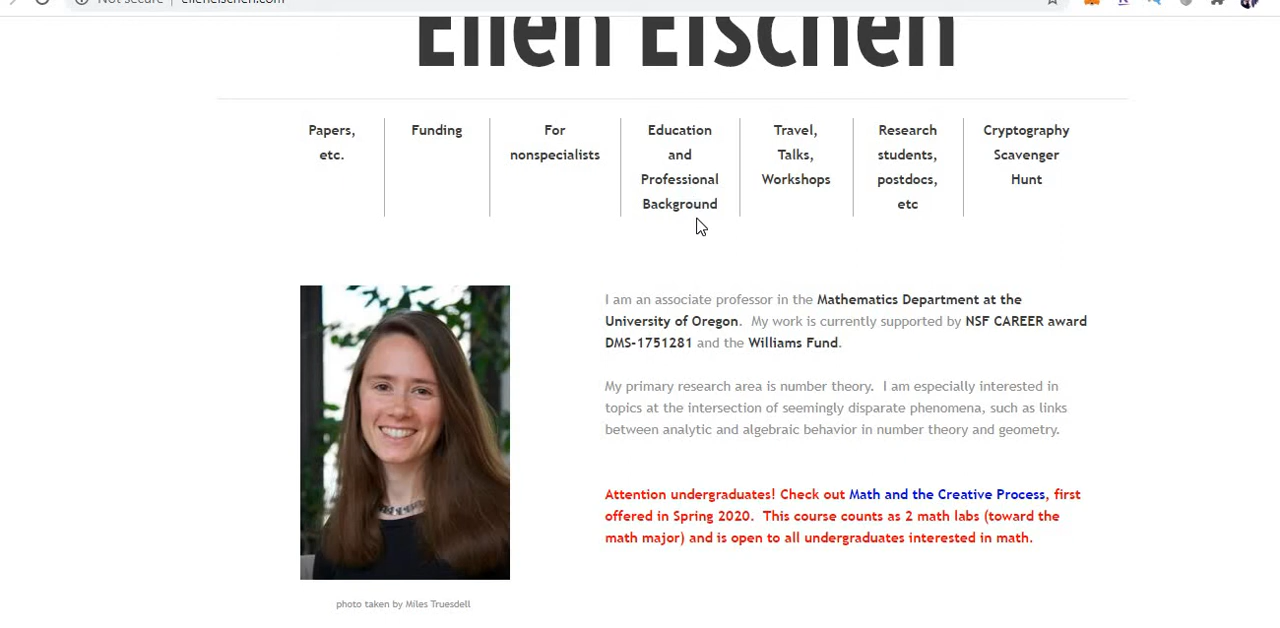 Not secure
elleneischen.com
Ellen Eischen
Papers, etc.
Funding
For nonspecialists
Education and Professional Background
Travel, Talks, Workshops
Research students, postdocs, etc
Cryptography Scavenger Hunt
I am an associate professor in the Mathematics Department at the
University of Oregon. My work is currently supported by NSF CAREER award
DMS-1751281 and the Williams Fund.
My primary research area is number theory. I am especially interested in
topics at the intersection of seemingly disparate phenomena, such as links
between analytic and algebraic behavior in number theory and geometry.
Attention undergraduates! Check out Math and the Creative Process, first
offered in Spring 2020. This course counts as 2 math labs (toward the
math major) and is open to all undergraduates interested in math.
photo taken by Miles Truesdell